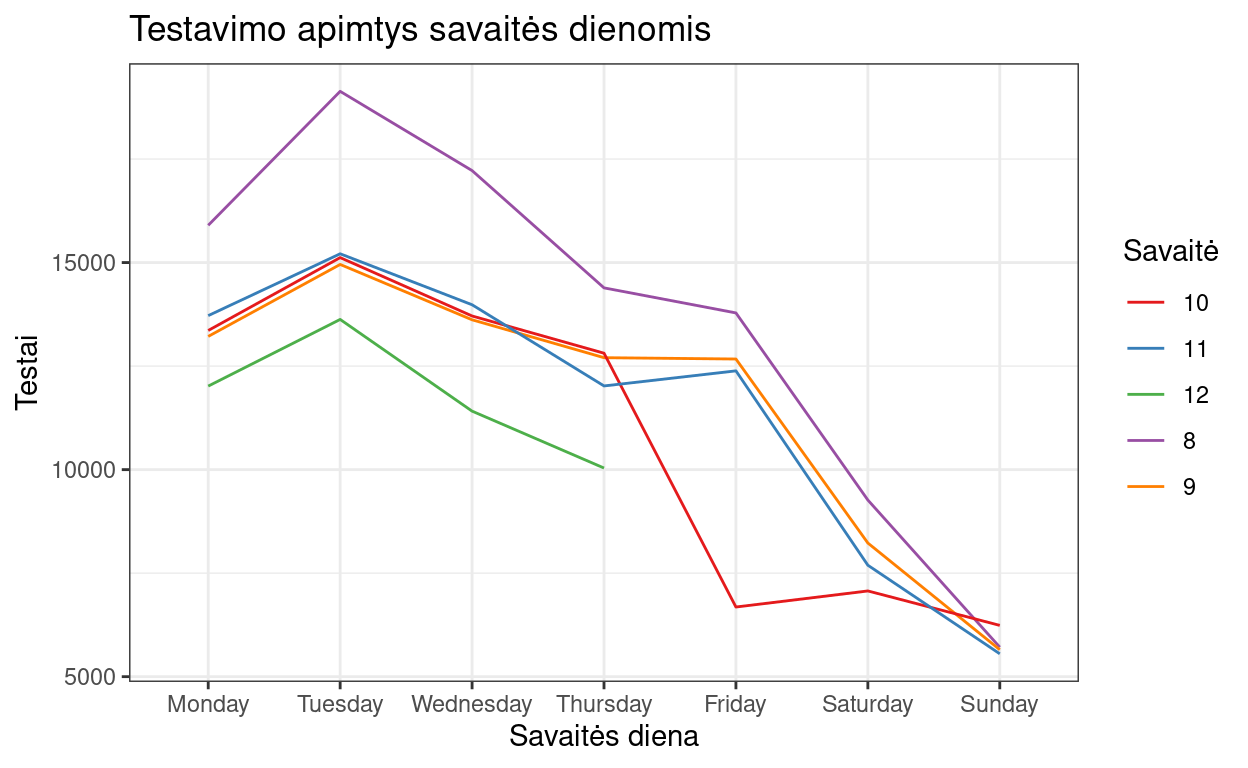 Testavimo apimtys savaitės dienomis
Testai
15000
10000
5000
Monday Tuesday Wednesday Thursday Friday Saturday Sunday
Savaitės diena
Savaitė
10
11
12
8
9